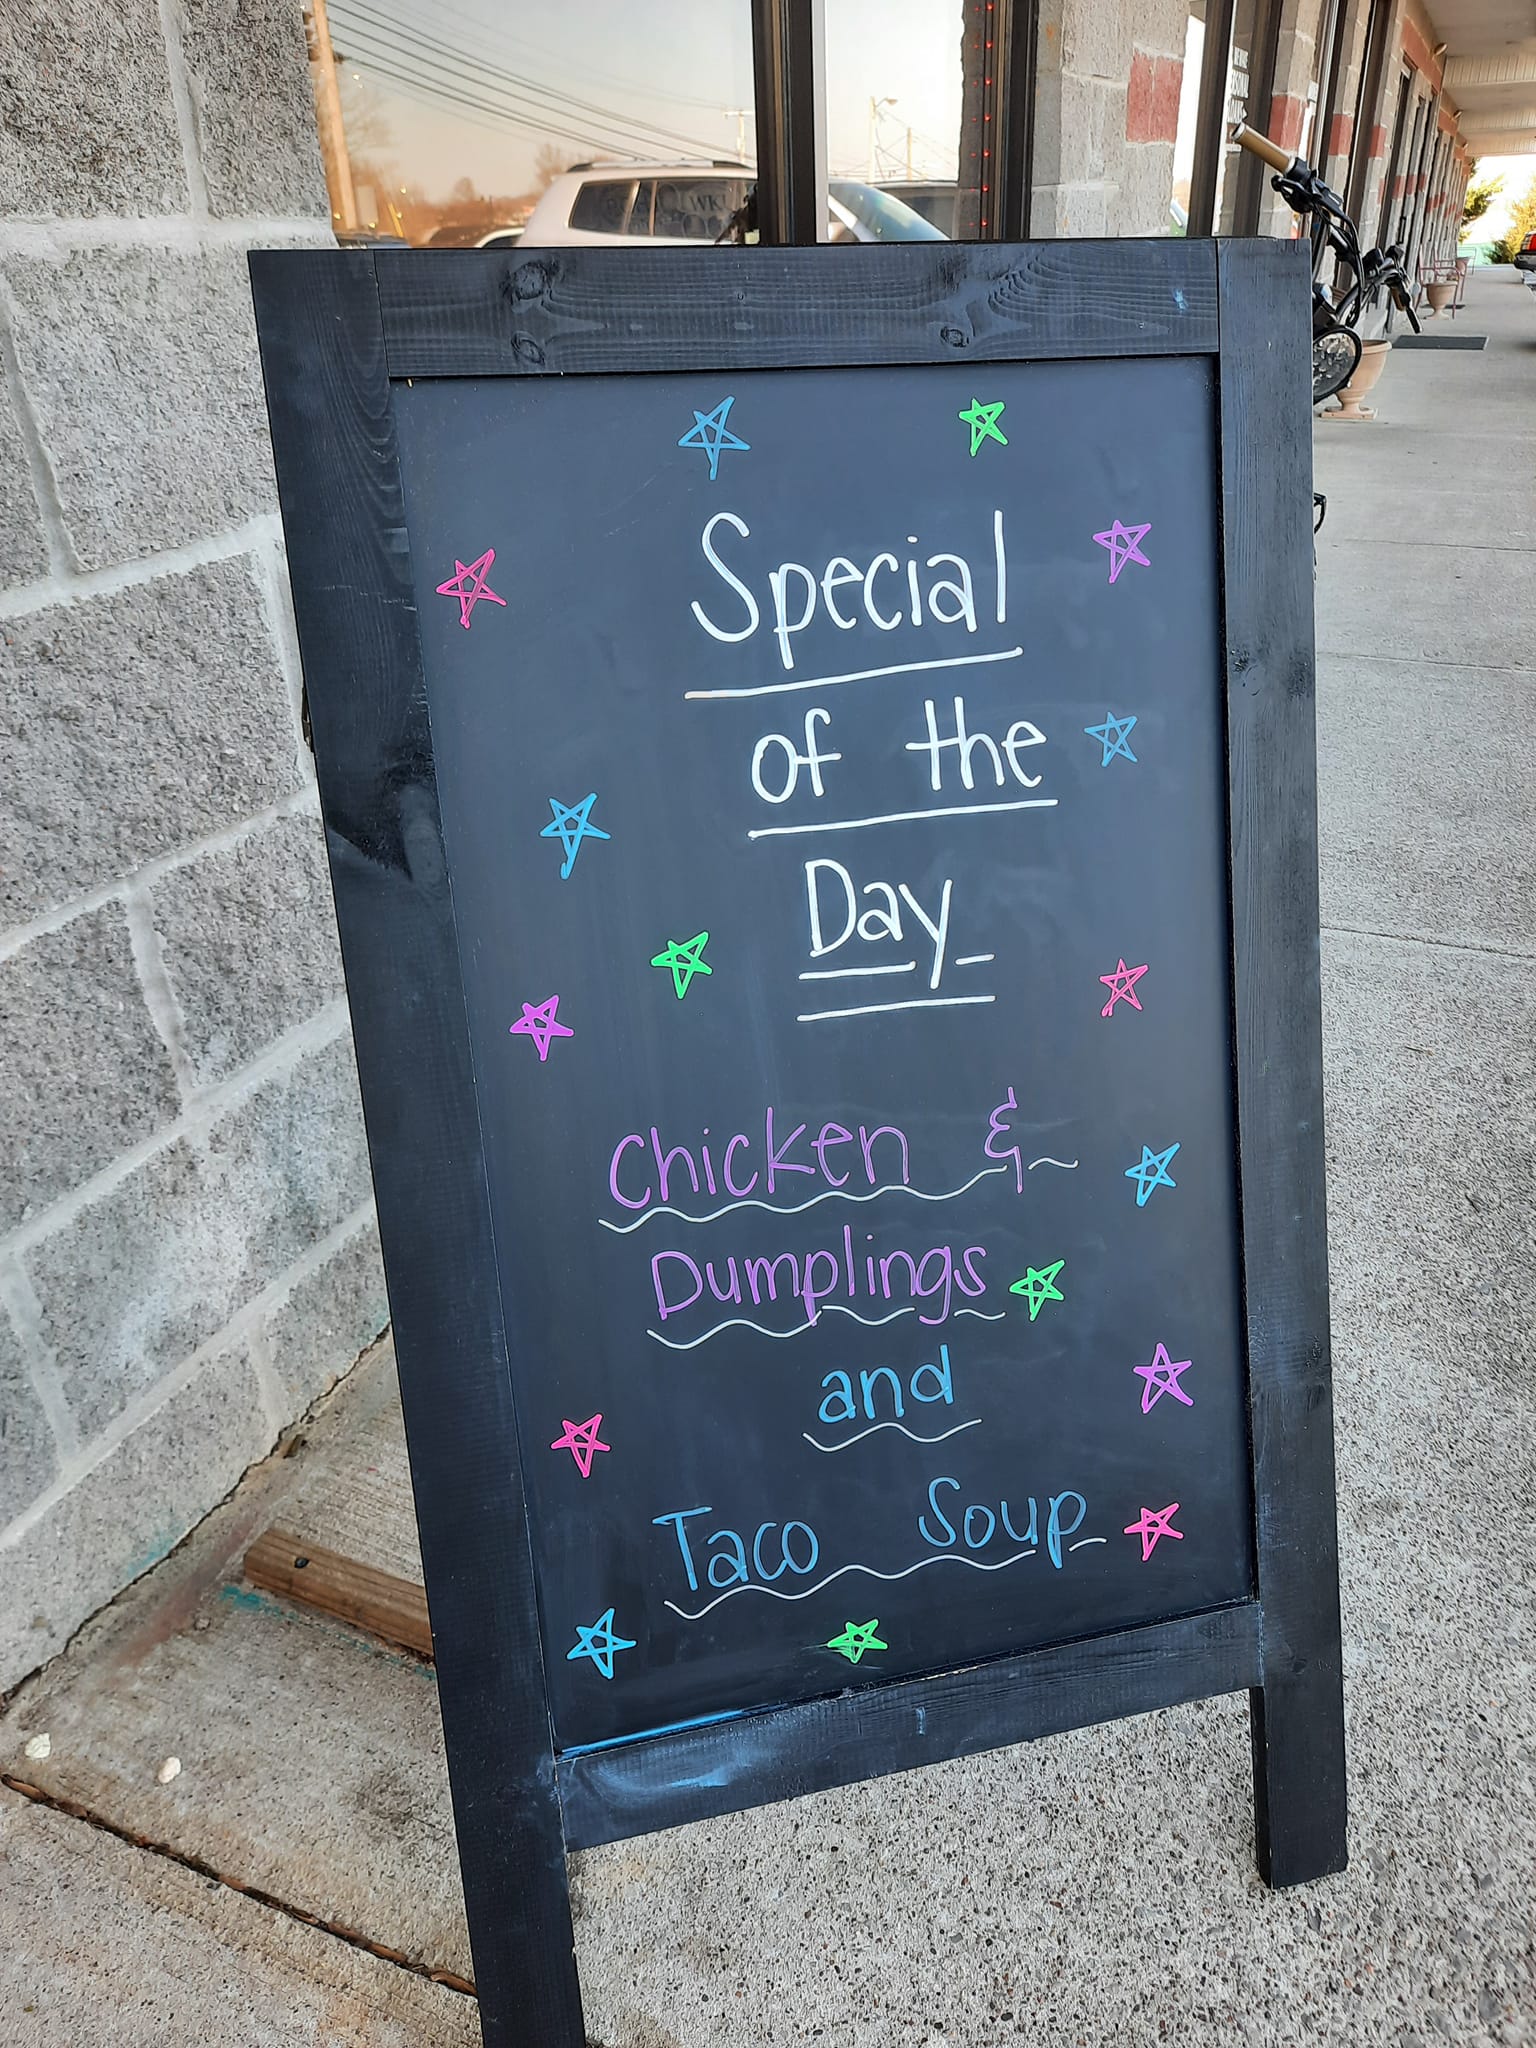 Special
of the
Day
Chicken &
Dumplings
and
Taco Soup